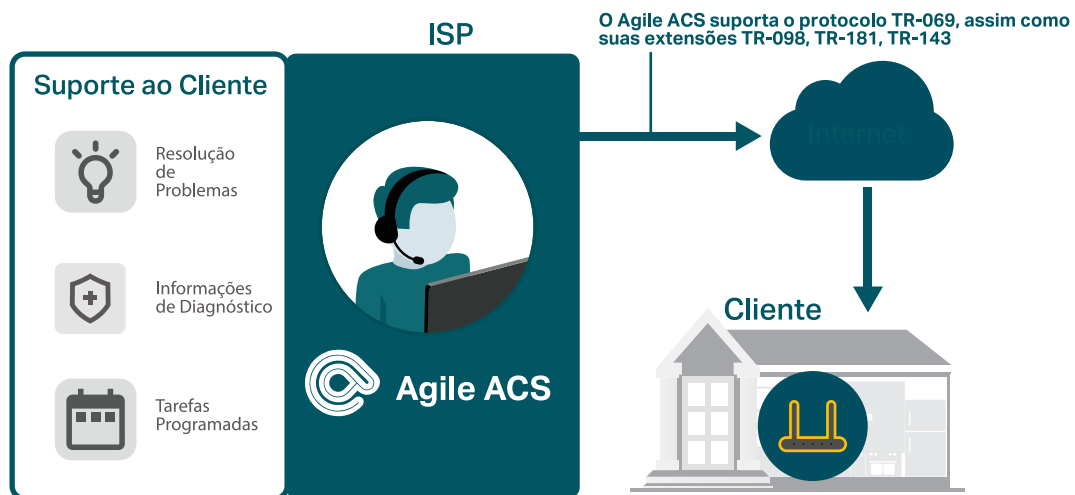 O Agile ACS suporta o protocolo TR-069, assim como
suas extensões TR-098, TR-181, TR-143
ISP
Suporte ao Cliente
Resolução
de
Problemas
Informações
de Diagnóstico
Tarefas
Programadas
Agile ACS
Internet
Cliente